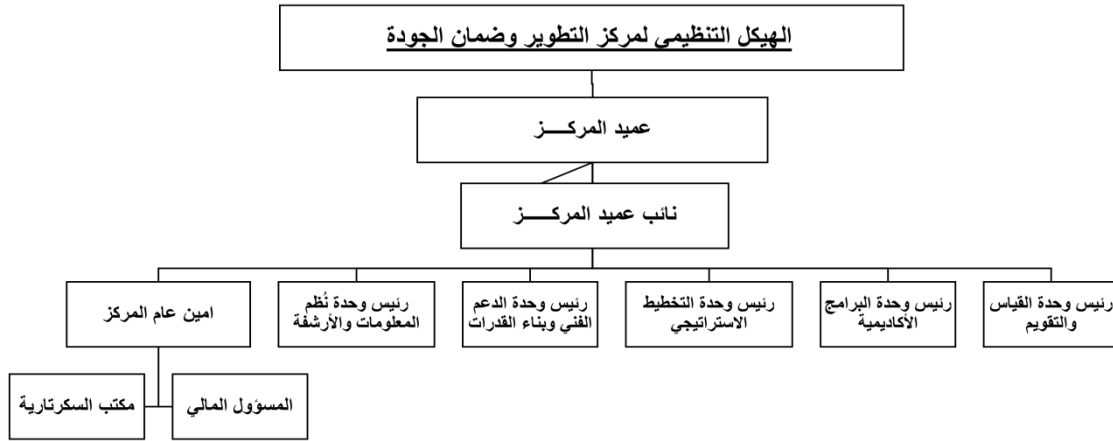 الهيكل التنظيمي لمركز التطوير وضمان الجودة
عميد المركـــــز
نائب عميد المركـــــز
رئيس وحدة القياس
والتقويم
رئيس وحدة البرامج
الأكاديمية
رئيس وحدة التخطيط
الاستراتيجي
رئيس وحدة الدعم
الفني وبناء القدرات
رئيس وحدة نُظم
المعلومات والأرشفة
امين عام المركز
المسؤول المالي
مكتب السكرتارية